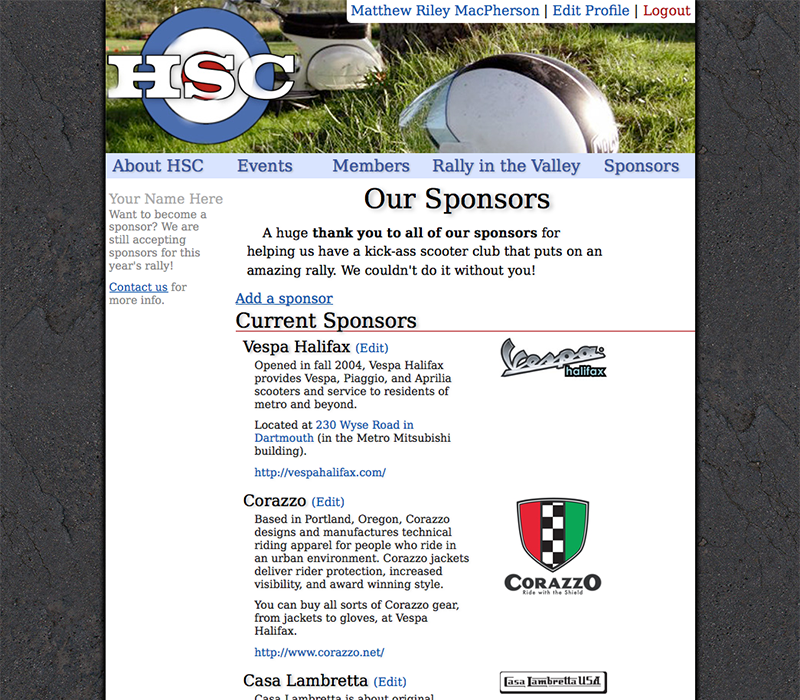 Matthew Riley MacPherson | Edit Profile | Logout
HSC
About HSC Events Members Rally in the Valley Sponsors
Your Name Here
Want to become a
sponsor? We are
still accepting
sponsors for this
year's rally!
Contact us for
more info.
Our Sponsors
A huge thank you to all of our sponsors for
helping us have a kick-ass scooter club that puts on an
amazing rally. We couldn't do it without you!
Add a sponsor
Current Sponsors
Vespa Halifax (Edit)
Opened in fall 2004, Vespa Halifax
provides Vespa, Piaggio, and Aprilia
scooters and service to residents of
metro and beyond.
Located at 230 Wyse Road in
Dartmouth (in the Metro Mitsubishi
building).
http://vespahalifax.com/
Vespa
halifax
Corazzo (Edit)
Based in Portland, Oregon, Corazzo
designs and manufactures technical
riding apparel for people who ride in
an urban environment. Corazzo jackets
deliver rider protection, increased
visibility, and award winning style.
You can buy all sorts of Corazzo gear,
from jackets to gloves, at Vespa
Halifax.
http://www.corazzo.net/
CORAZZO
Ride with the Shield
Casa Lambretta (Edit)
Casa Lambretta is about original
Casa Lambretta USA